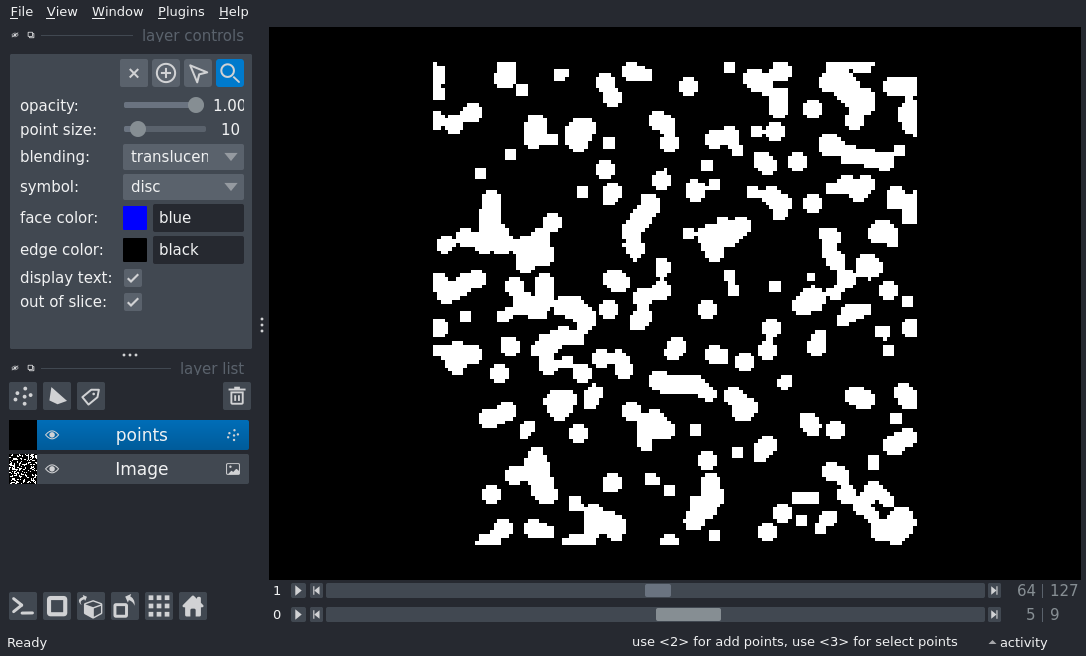 File View Window Plugins Help
layer controls
opacity: 1.00
point size: 10
blending: translucen
symbol: disc
face color: blue
edge color: black
display text:
out of slice:
layer list
points
Image
1 64 127
0 5 9
Ready use <2> for add points, use <3> for select points activity